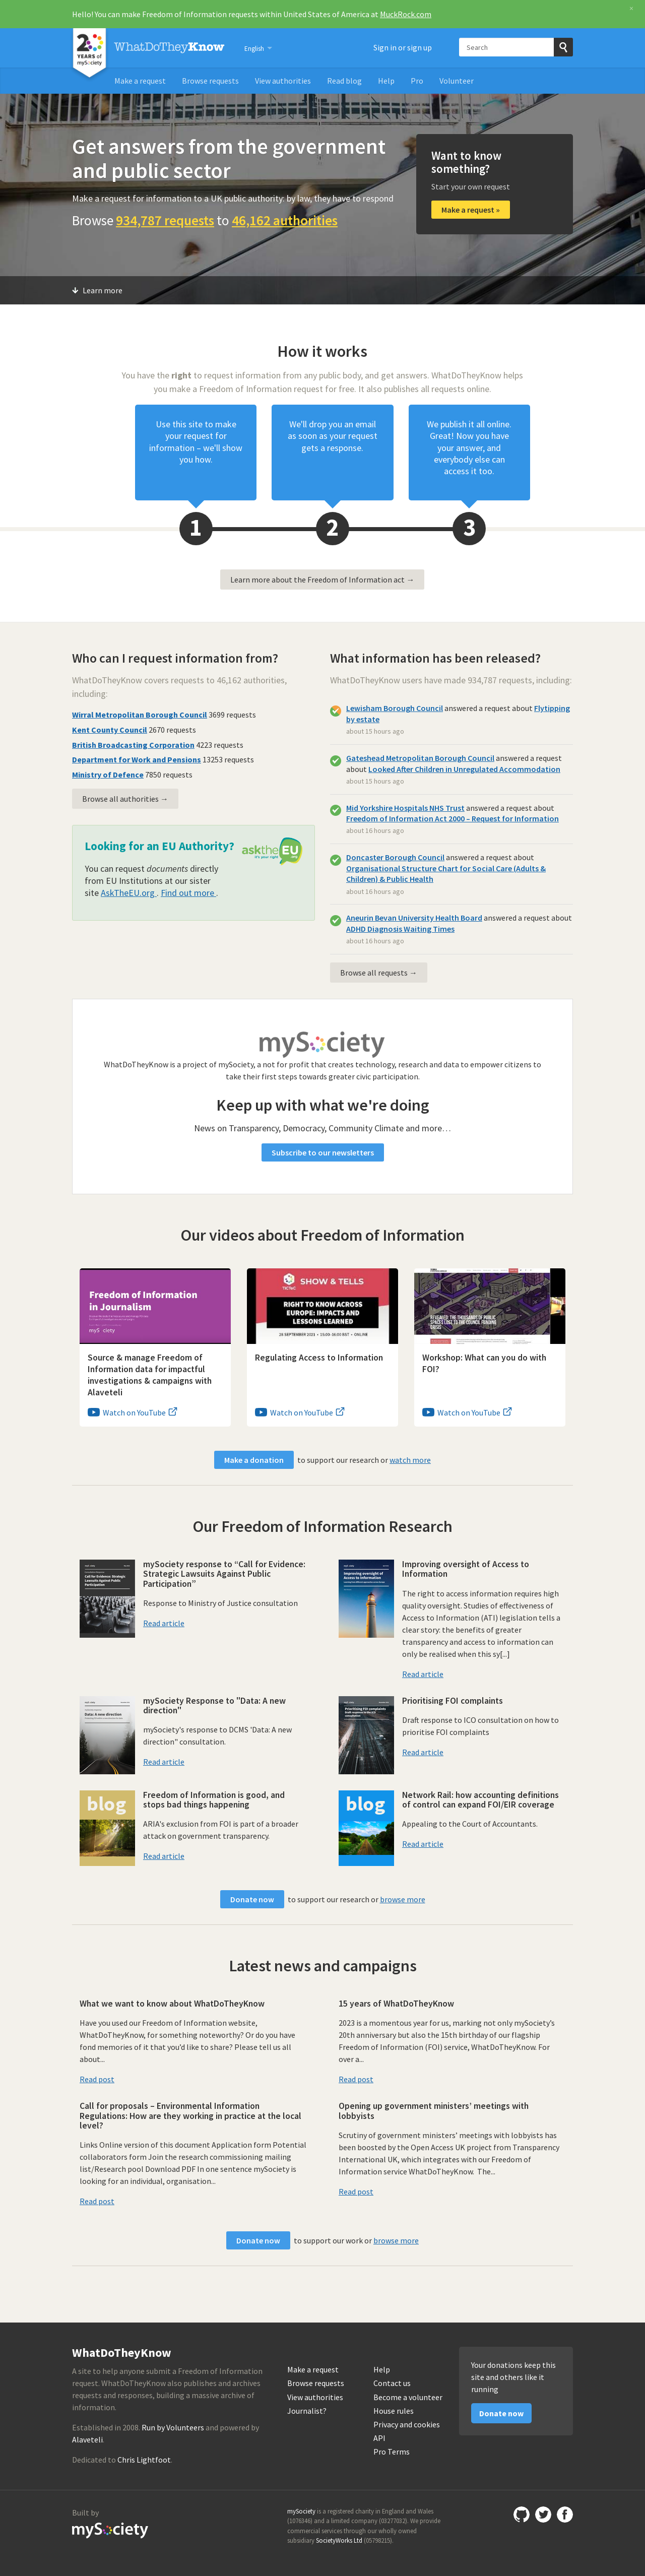 Hello! You can make Freedom of Information requests within United States of America at MuckRock.com
×
20
YEARS of
mySociety
WhatDoTheyKnow
English
Sign in or sign up
Search
Make a request
Browse requests
View authorities
Read blog
Help
Pro
Volunteer
Get answers from the government
and public sector
Make a request for information to a UK public authority: by law, they have to respond
Browse 934,787 requests to 46,162 authorities
Want to know
something?
Start your own request
Make a request »
Learn more
How it works
You have the right to request information from any public body, and get answers. WhatDoTheyKnow helps
you make a Freedom of Information request for free. It also publishes all requests online.
Use this site to make
your request for
information – we'll show
you how.
We'll drop you an email
as soon as your request
gets a response.
We publish it all online.
Great! Now you have
your answer, and
everybody else can
access it too.
1
2
3
Learn more about the Freedom of Information act →
Who can I request information from?
WhatDoTheyKnow covers requests to 46,162 authorities,
including:
Wirral Metropolitan Borough Council 3699 requests
Kent County Council 2670 requests
British Broadcasting Corporation 4223 requests
Department for Work and Pensions 13253 requests
Ministry of Defence 7850 requests
Browse all authorities →
Looking for an EU Authority?
asktheEU
It's your right
You can request documents directly
from EU Institutions at our sister
site AskTheEU.org . Find out more .
What information has been released?
WhatDoTheyKnow users have made 934,787 requests, including:
Lewisham Borough Council answered a request about Flytipping
by estate
about 15 hours ago
Gateshead Metropolitan Borough Council answered a request
about Looked After Children in Unregulated Accommodation
about 15 hours ago
Mid Yorkshire Hospitals NHS Trust answered a request about
Freedom of Information Act 2000 – Request for Information
about 16 hours ago
Doncaster Borough Council answered a request about
Organisational Structure Chart for Social Care (Adults &
Children) & Public Health
about 16 hours ago
Aneurin Bevan University Health Board answered a request about
ADHD Diagnosis Waiting Times
about 16 hours ago
Browse all requests →
mySociety
WhatDoTheyKnow is a project of mySociety, a not for profit that creates technology, research and data to empower citizens to
take their first steps towards greater civic participation.
Keep up with what we're doing
News on Transparency, Democracy, Community Climate and more…
Subscribe to our newsletters
Our videos about Freedom of Information
Freedom of Information
in Journalism
Source & manage Freedom of
Information data for impactful
investigations & campaigns with
Alaveteli
Watch on YouTube
TICTeC
SHOW & TELLS
RIGHT TO KNOW ACROSS
EUROPE: IMPACTS AND
LESSONS LEARNED
Regulating Access to Information
Watch on YouTube
Workshop: What can you do with
FOI?
Watch on YouTube
Make a donation to support our research or watch more
Our Freedom of Information Research
mySociety response to “Call for Evidence:
Strategic Lawsuits Against Public
Participation”
Response to Ministry of Justice consultation
Read article
Improving oversight of Access to
Information
The right to access information requires high
quality oversight. Studies of effectiveness of
Access to Information (ATI) legislation tells a
clear story: the benefits of greater
transparency and access to information can
only be realised when this sy[...]
Read article
mySociety Response to "Data: A new
direction"
mySociety's response to DCMS 'Data: A new
direction" consultation.
Read article
Prioritising FOI complaints
Draft response to ICO consultation on how to
prioritise FOI complaints
Read article
blog
Freedom of Information is good, and
stops bad things happening
ARIA's exclusion from FOI is part of a broader
attack on government transparency.
Read article
blog
Network Rail: how accounting definitions
of control can expand FOI/EIR coverage
Appealing to the Court of Accountants.
Read article
Donate now to support our research or browse more
Latest news and campaigns
What we want to know about WhatDoTheyKnow
Have you used our Freedom of Information website,
WhatDoTheyKnow, for something noteworthy? Or do you have
fond memories of it that you'd like to share? Please tell us all
about...
Read post
15 years of WhatDoTheyKnow
2023 is a momentous year for us, marking not only mySociety's
20th anniversary but also the 15th birthday of our flagship
Freedom of Information (FOI) service, WhatDoTheyKnow. For
over a...
Read post
Call for proposals – Environmental Information
Regulations: How are they working in practice at the local
level?
Links Online version of this document Application form Potential
collaborators form Join the research commissioning mailing
list/Research pool Download PDF In one sentence mySociety is
looking for an individual, organisation...
Read post
Opening up government ministers' meetings with
lobbyists
Scrutiny of government ministers' meetings with lobbyists has
been boosted by the Open Access UK project from Transparency
International UK, which integrates with our Freedom of
Information service WhatDoTheyKnow. The...
Read post
Donate now to support our work or browse more
WhatDoTheyKnow
A site to help anyone submit a Freedom of Information
request. WhatDoTheyKnow also publishes and archives
requests and responses, building a massive archive of
information.
Established in 2008. Run by Volunteers and powered by
Alaveteli.
Dedicated to Chris Lightfoot.
Make a request
Browse requests
View authorities
Journalist?
Help
Contact us
Become a volunteer
House rules
Privacy and cookies
API
Pro Terms
Your donations keep this
site and others like it
running
Donate now
Built by
mySociety
mySociety is a registered charity in England and Wales
(1076346) and a limited company (03277032). We provide
commercial services through our wholly owned
subsidiary SocietyWorks Ltd (05798215).